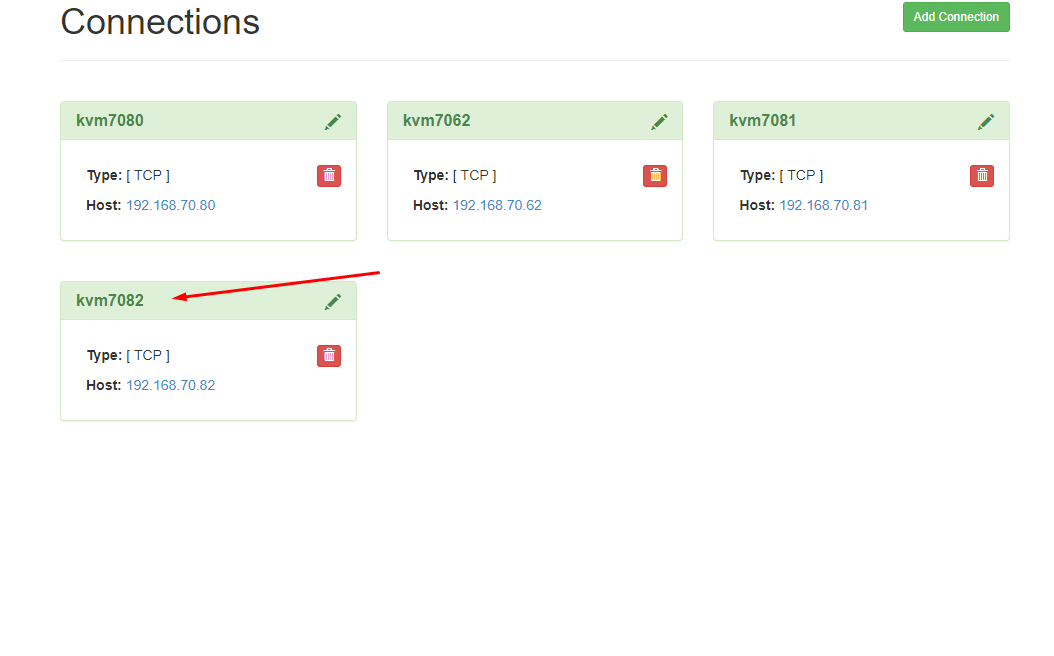 Connections
Add Connection
kvm7080
Type: [ TCP ]
Host: 192.168.70.80
kvm7062
Type: [ TCP ]
Host: 192.168.70.62
kvm7081
Type: [ TCP ]
Host: 192.168.70.81
kvm7082
Type: [ TCP ]
Host: 192.168.70.82